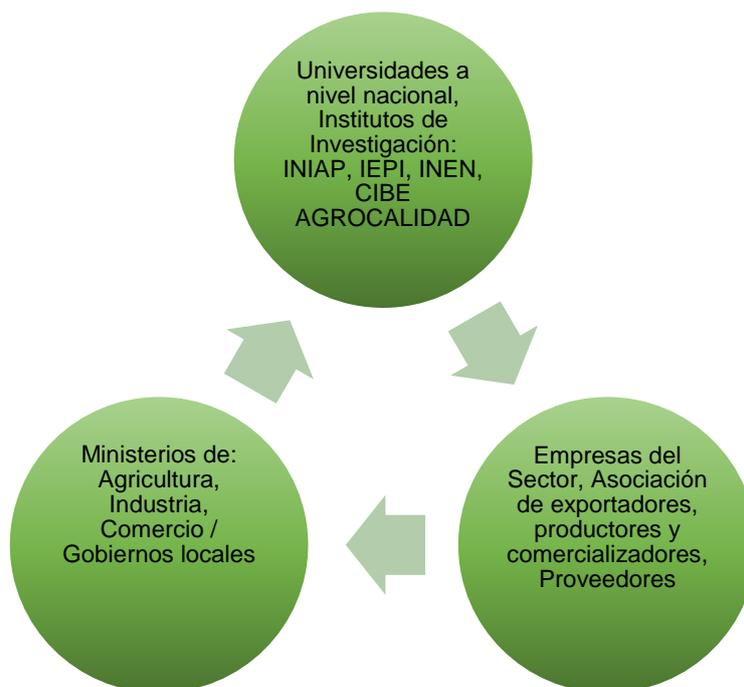 Universidades a
nivel nacional,
Institutos de
Investigación:
INIAP, IEPI, INEN,
CIBE
AGROCALIDAD
Ministerios de:
Agricultura,
Industria,
Comercio /
Gobiernos locales
Empresas del
Sector, Asociación
de exportadores,
productores y
comercializadores,
Proveedores